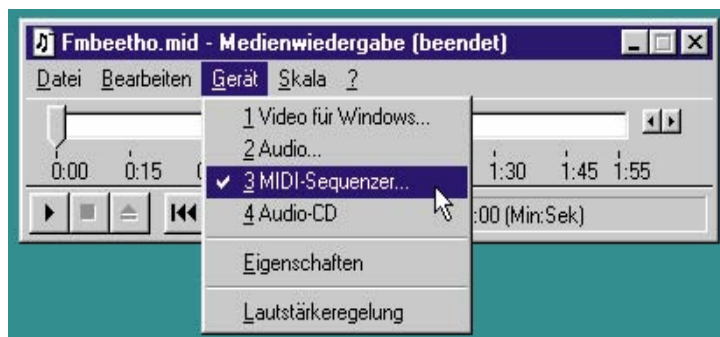 Fmbeetho.mid - Medienwiedergabe (beendet)
Datei Bearbeiten Gerät Skala ?
1 Video für Windows...
2 Audio...
3 MIDI-Sequenzer...
4 Audio-CD
Eigenschaften
Lautstärkeregelung
0:00 0:15 1:30 1:45 1:55
:00 (Min:Sek)